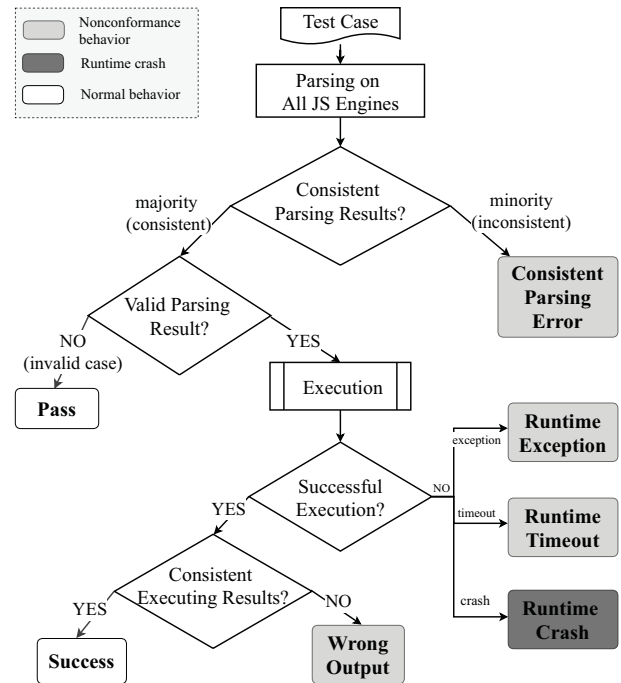 Nonconformance
behavior
Runtime crash
Normal behavior
Test Case
Parsing on
All JS Engines
Consistent
Parsing Results?
majority
(consistent)
minority
(inconsistent)
Consistent
Parsing
Error
Valid Parsing
Result?
NO
(invalid case)
YES
Pass
Execution
Runtime
Exception
exception
Successful
Execution?
NO
timeout
Runtime
Timeout
YES
Consistent
Executing Results?
crash
Runtime
Crash
YES
NO
Success
Wrong
Output